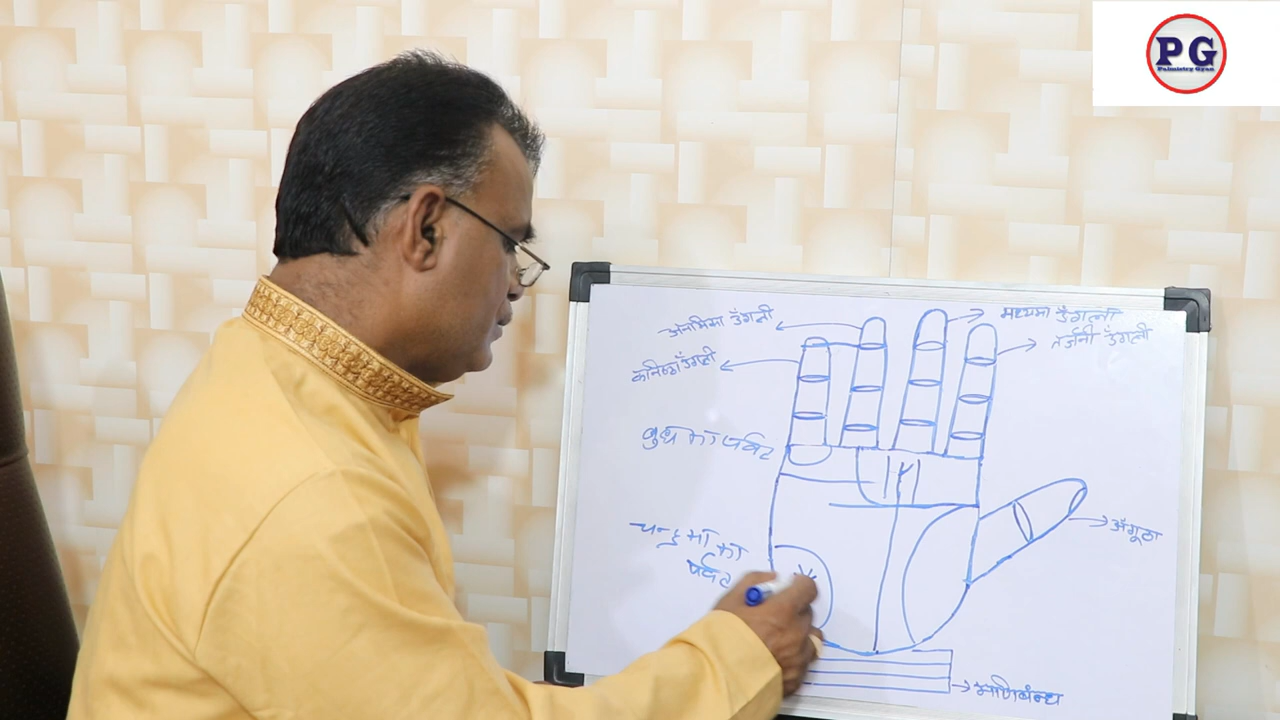 PG
Palmistry Gyan
अनामिका उंगली
मध्यमा उंगली
तर्जनी उंगली
कनिष्ठा उंगली
बुध का पर्वत
चन्द्रमा का
पर्वत
अँगूठा
मणिबन्ध